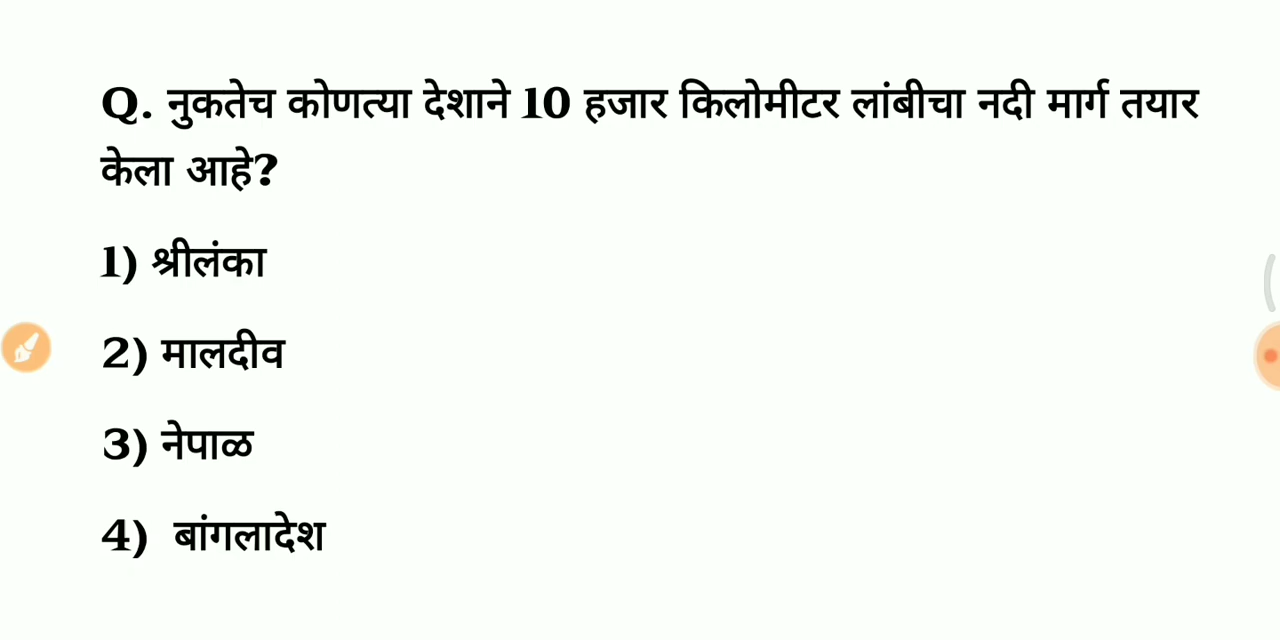 Q. नुकतेच कोणत्या देशाने 10 हजार किलोमीटर लांबीचा नदी मार्ग तयार
केला आहे?
1) श्रीलंका
2) मालदीव
3) नेपाळ
4) बांगलादेश